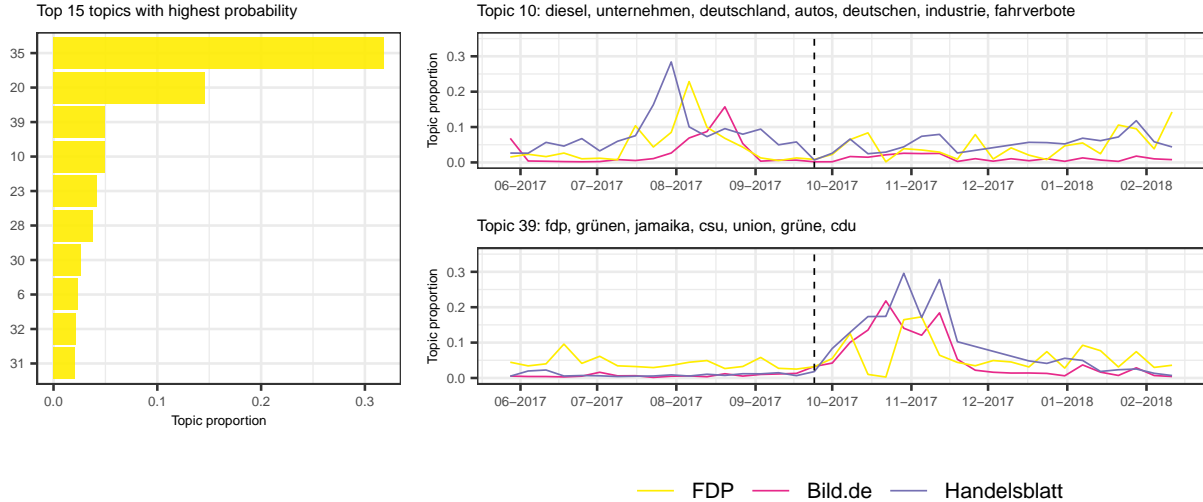 Top 15 topics with highest probability
35
20
39
10
23
28
30
6
32
31
0.0 0.1 0.2 0.3
Topic proportion
Topic 10: diesel, unternehmen, deutschland, autos, deutschen, industrie, fahrverbote
Topic proportion
0.3
0.2
0.1
0.0
06–2017 07–2017 08–2017 09–2017 10–2017 11–2017 12–2017 01–2018 02–2018
Topic 39: fdp, grünen, jamaika, csu, union, grüne, cdu
Topic proportion
0.3
0.2
0.1
0.0
06–2017 07–2017 08–2017 09–2017 10–2017 11–2017 12–2017 01–2018 02–2018
FDP Bild.de Handelsblatt